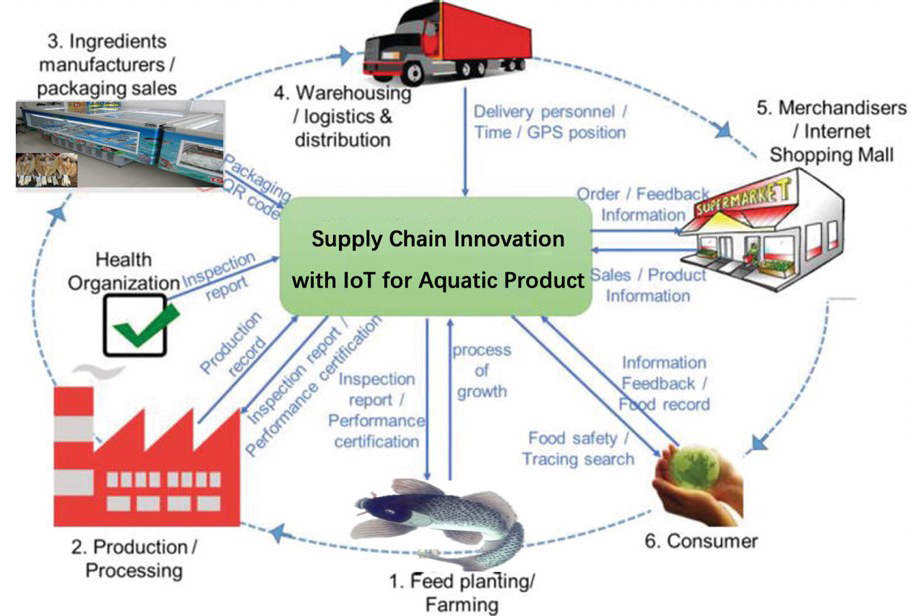 3. Ingredients
manufacturers /
packaging sales
4. Warehousing
/ logistics &
distribution
Delivery personnel /
Time / GPS position
5. Merchandisers
/ Internet
Shopping Mall
SUPERMARKET
Packaging
QR code
Order / Feedback
Information
Supply Chain Innovation
with IoT for Aquatic Product
Sales / Product
Information
Health
Organization
Inspection
report
Production
record
Inspection report /
Performance certification
Inspection
report /
Performance
certification
process
of
growth
Information
Feedback /
Food record
Food safety /
Tracing search
2. Production /
Processing
1. Feed planting/
Farming
6. Consumer